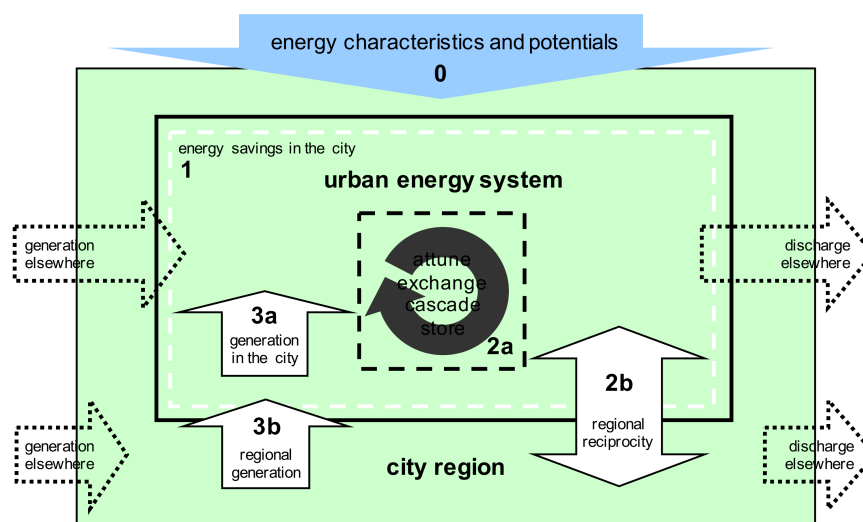 energy characteristics and potentials
0
energy savings in the city
1
urban energy system
generation
elsewhere
discharge
elsewhere
attune
exchange
cascade
store
2a
3a
generation
in the city
2b
regional
reciprocity
3b
regional
generation
city region
generation
elsewhere
discharge
elsewhere